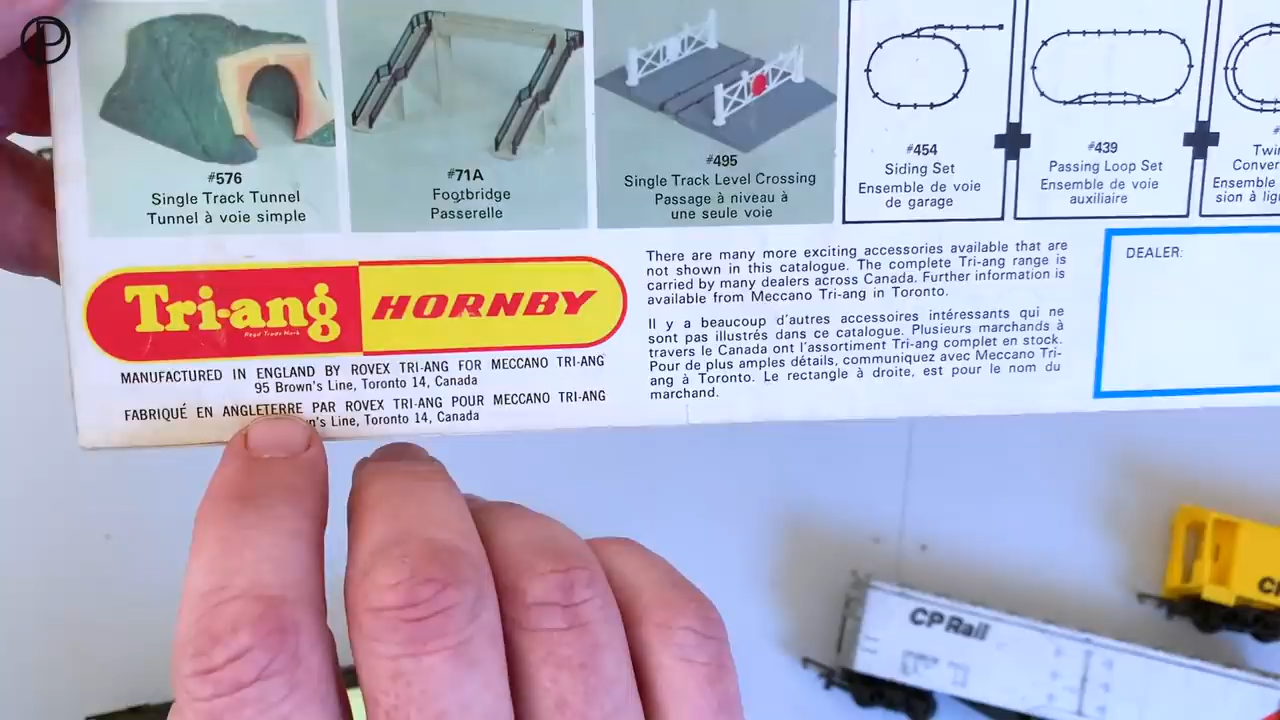 #576
Single Track Tunnel
Tunnel à voie simple
#71A
Footbridge
Passerelle
#495
Single Track Level Crossing
Passage à niveau à
une seule voie
#454
Siding Set
Ensemble de voie
de garage
#439
Passing Loop Set
Ensemble de voie
auxiliaire
Ensemble
Tri-ang
Regd Trade Mark
HORNBY
MANUFACTURED IN ENGLAND BY ROVEX TRI-ANG FOR MECCANO TRI-ANG
95 Brown's Line, Toronto 14, Canada
FABRIQUÉ EN ANGLETERRE PAR ROVEX TRI-ANG POUR MECCANO TRI-ANG
Line, Toronto 14, Canada
There are many more exciting accessories available that are
not shown in this catalogue. The complete Tri-ang range is
carried by many dealers across Canada. Further information is
available from Meccano Tri-ang in Toronto.
Il y a beaucoup d'autres accessoires intéressants qui ne
sont pas illustrés dans ce catalogue. Plusieurs marchands à
travers le Canada ont l'assortiment Tri-ang complet en stock.
Pour de plus amples détails, communiquez avec Meccano Tri-
ang à Toronto. Le rectangle à droite, est pour le nom du
marchand.
DEALER:
CP Rail